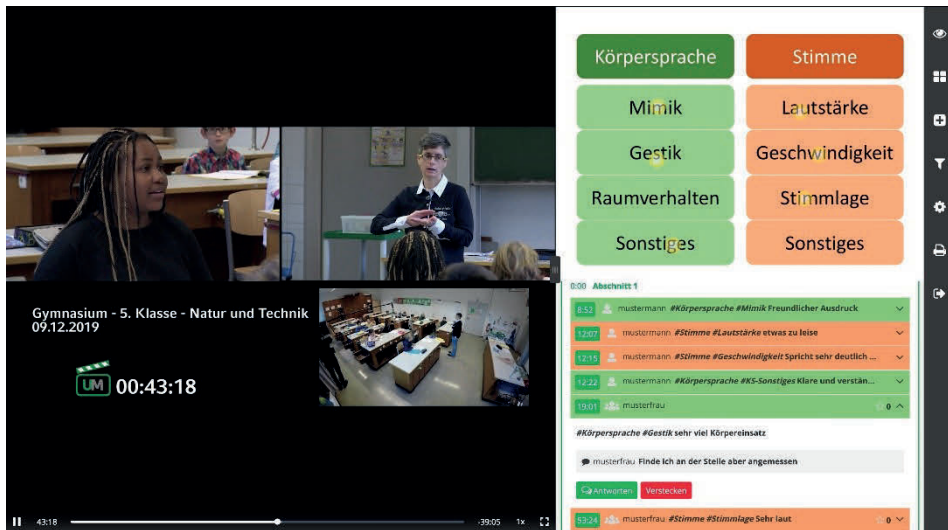 Gymnasium - 5. Klasse - Natur und Technik
09.12.2019
UM 00:43:18
43:18
-39:05 1x
Körpersprache Stimme
Mimik Lautstärke
Gestik Geschwindigkeit
Raumverhalten Stimmlage
Sonstiges Sonstiges
0:00 Abschnitt 1
8:52 mustermann #Körpersprache #Mimik Freundlicher Ausdruck
12:07 mustermann #Stimme #Lautstärke etwas zu leise
12:15 mustermann #Stimme #Geschwindigkeit Spricht sehr deutlich ...
12:22 mustermann #Körpersprache #KS-Sonstiges Klare und verstän...
19:01 musterfrau 0
#Körpersprache #Gestik sehr viel Körpereinsatz
musterfrau Finde ich an der Stelle aber angemessen
Antworten Verstecken
53:24 musterfrau #Stimme #Stimmlage Sehr laut 0